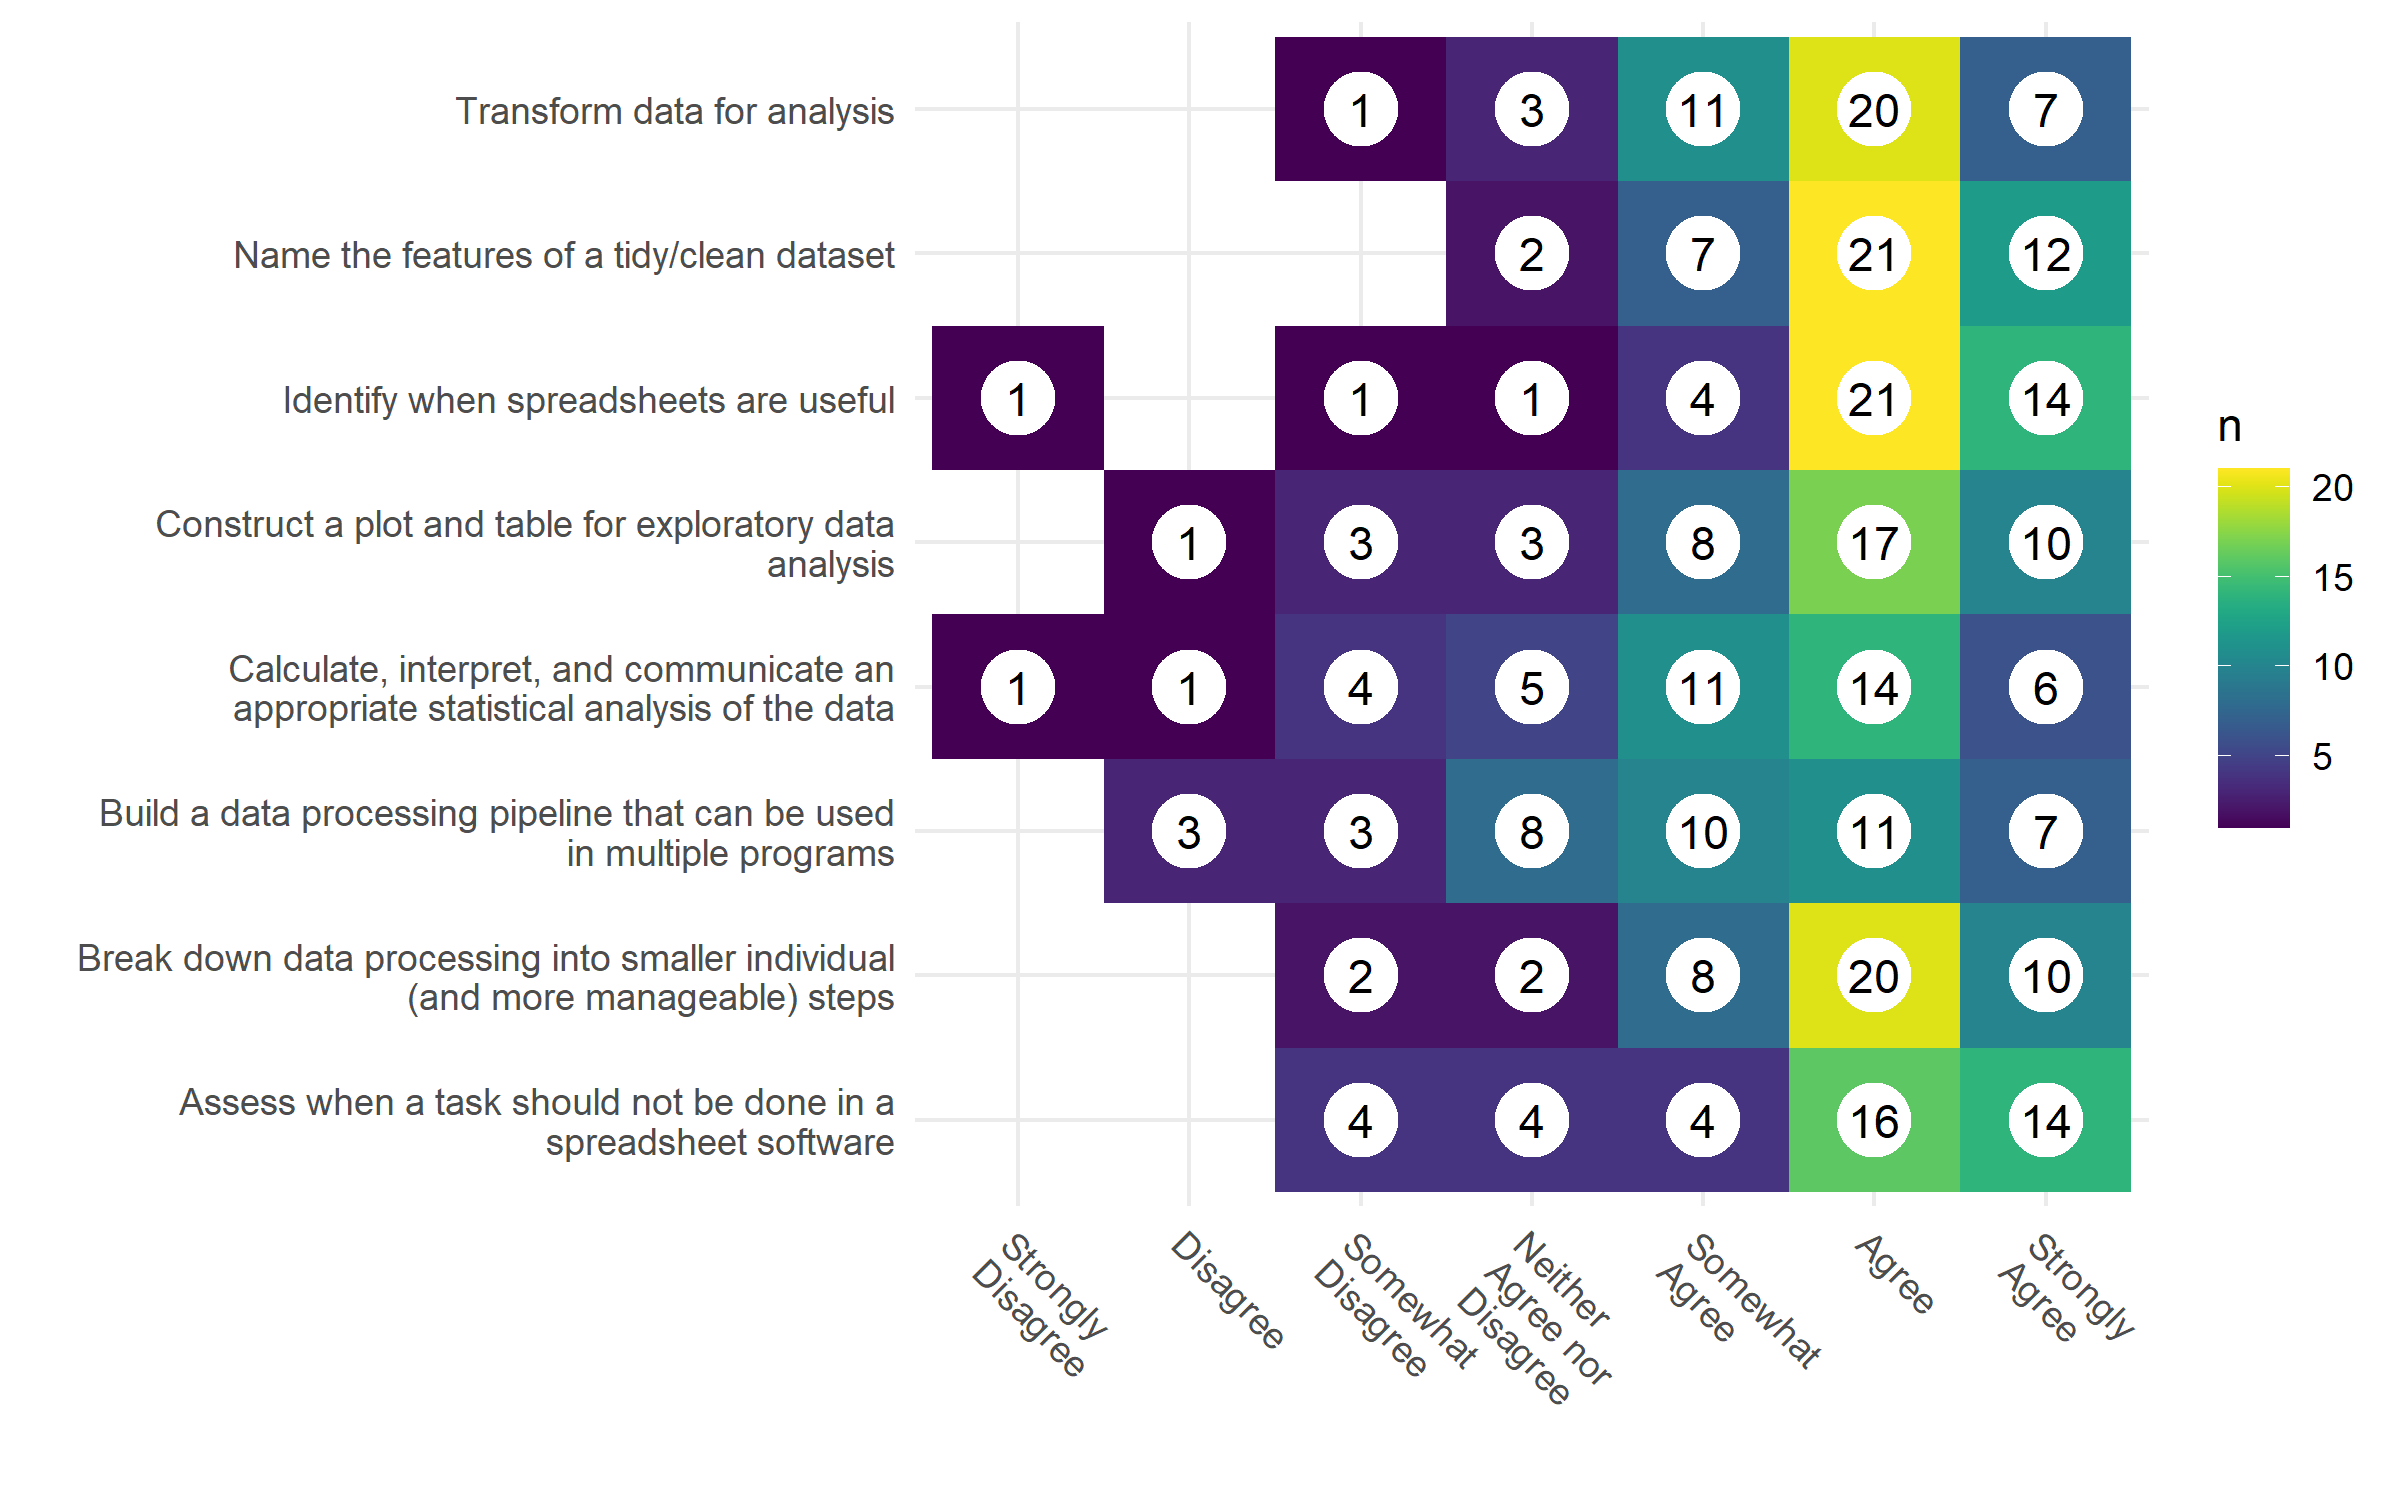 Transform data for analysis
1 3 11 20 7
Name the features of a tidy/clean dataset
2 7 21 12
Identify when spreadsheets are useful
1 1 1 4 21 14
Construct a plot and table for exploratory data
analysis
1 3 3 8 17 10
Calculate, interpret, and communicate an
appropriate statistical analysis of the data
1 1 4 5 11 14 6
Build a data processing pipeline that can be used
in multiple programs
3 3 8 10 11 7
Break down data processing into smaller individual
(and more manageable) steps
2 2 8 20 10
Assess when a task should not be done in a
spreadsheet software
4 4 4 16 14
Strongly
Disagree
Disagree
Somewhat
Disagree
Neither
Agree nor
Disagree
Somewhat
Agree
Agree
Strongly
Agree
n
20
15
10
5